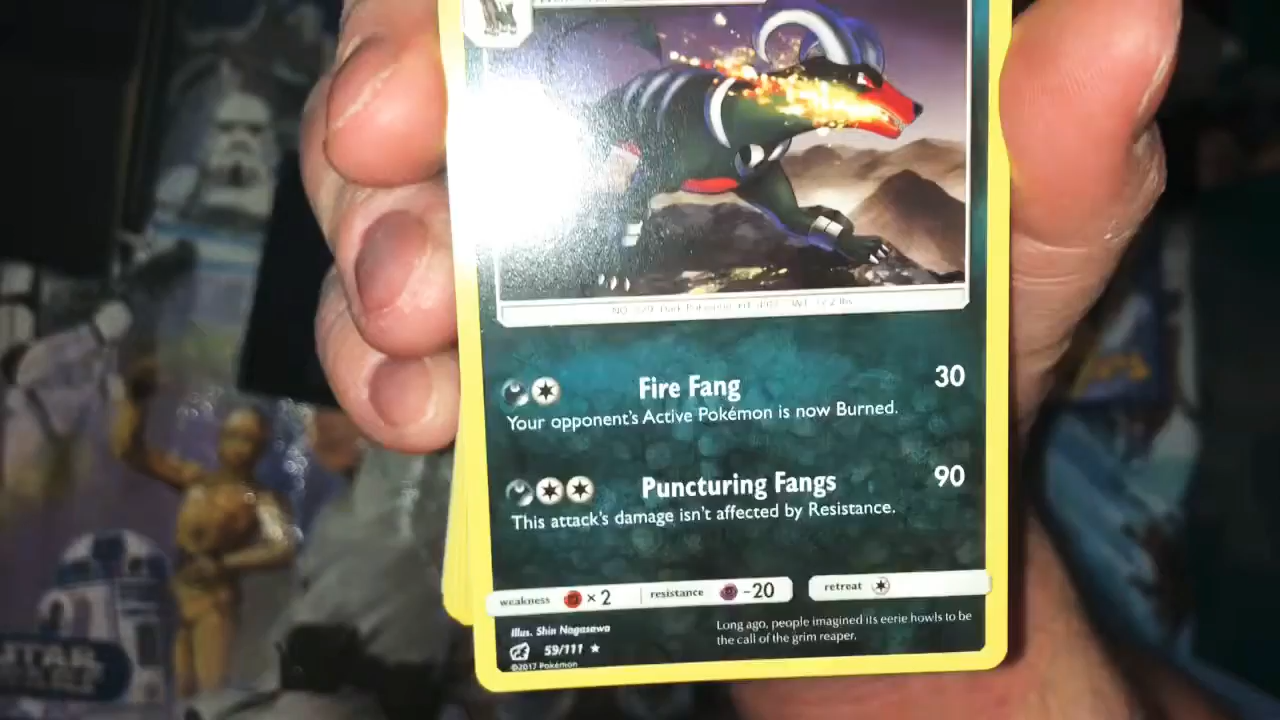 Fire Fang 30
Your opponent's Active Pokémon is now Burned.
Puncturing Fangs 90
This attack's damage isn't affected by Resistance.
weakness ×2 resistance -20 retreat
Long ago, people imagined its eerie howls to be
the call of the grim reaper.
Illus. Shin Nagasawa
59/111 ★
©2017 Pokémon
STAR